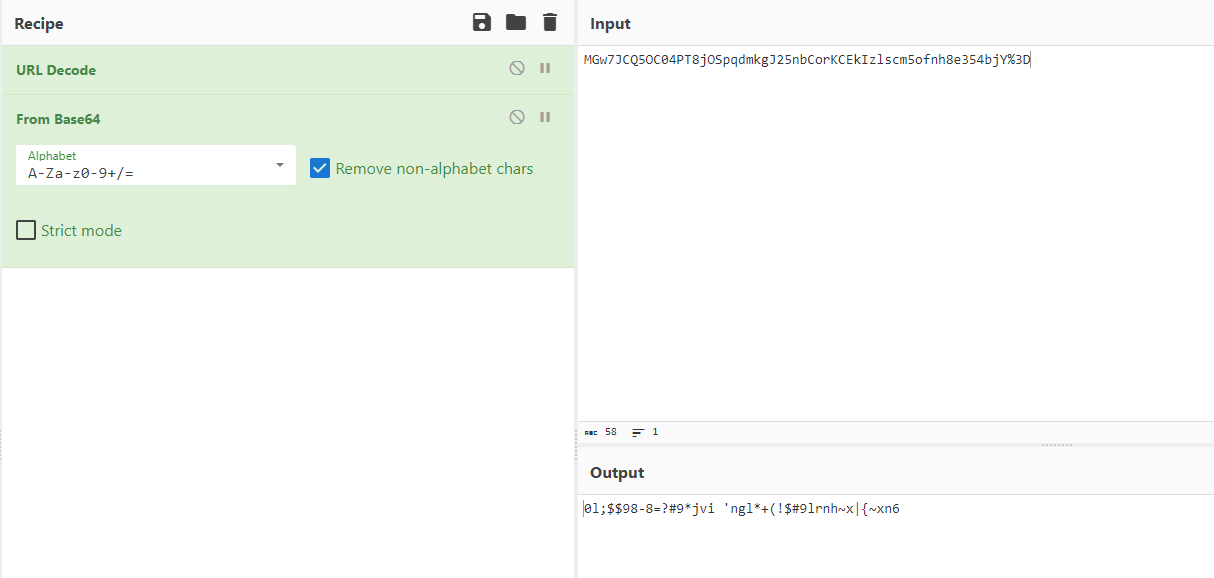 Recipe
Input
MGw7JCQ5OC04PT8jOSpqdmkgJ25nbCorKCEkIzlscm5ofnh8e354bjY%3D
URL Decode
From Base64
Alphabet
A-Za-z0-9+/=
Remove non-alphabet chars
Strict mode
ABC 58
1
Output
0l;$$98-8=?#9*jvi 'ngl*+(!$#9lrnh~x|{~xn6